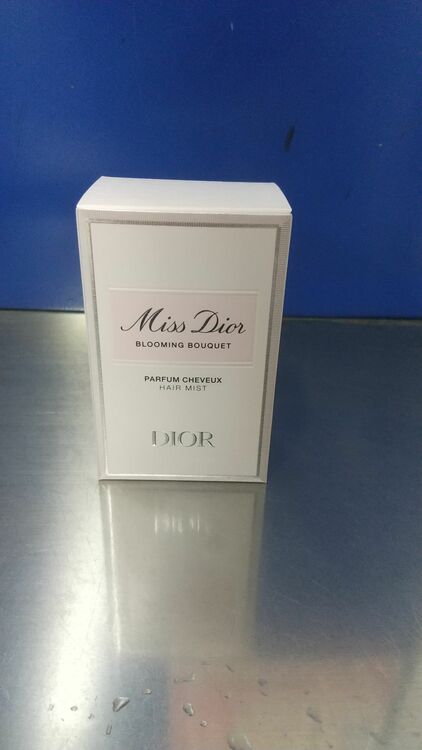 Miss Dior
BLOOMING BOUQUET
PARFUM CHEVEUX
HAIR MIST
DIOR